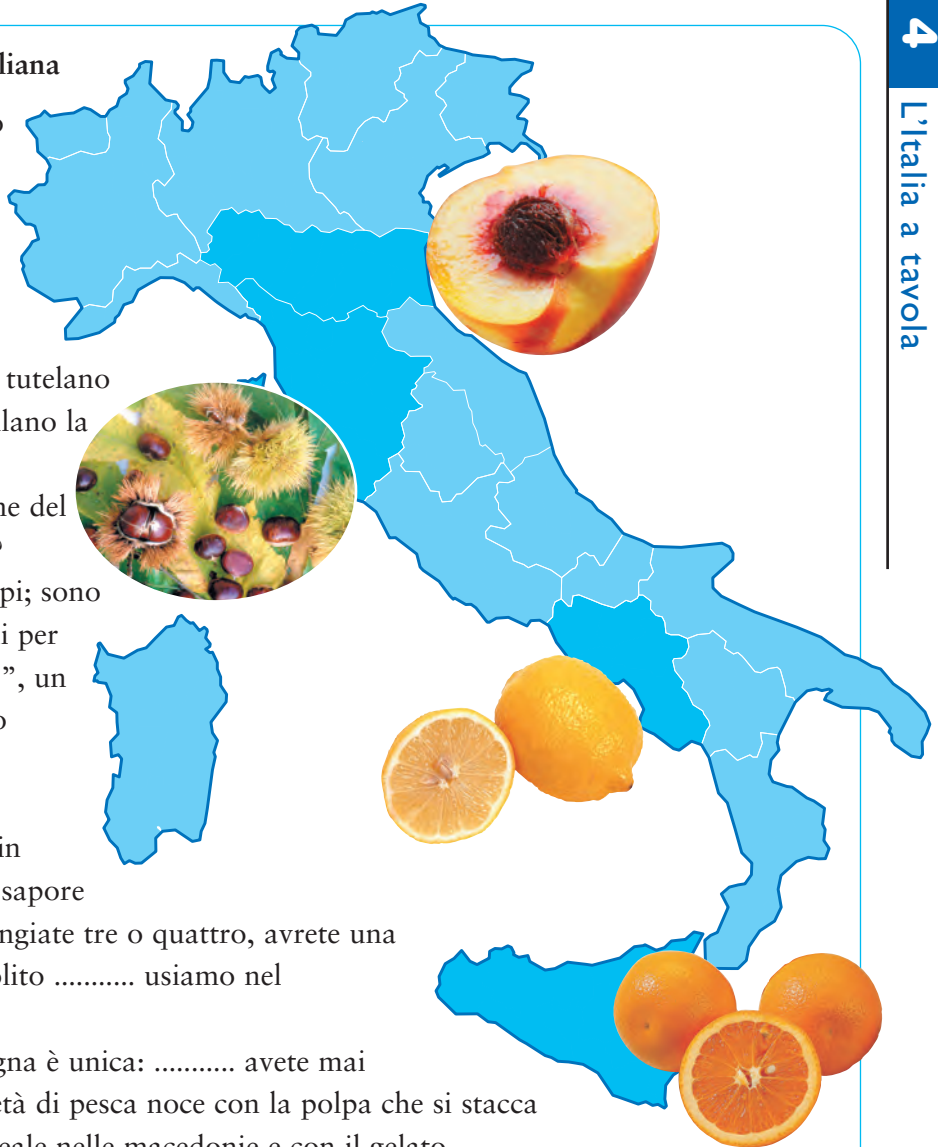 4
L'Italia a tavola
liana
o
tutelano
lano la
ne del
pi; sono
i per
”, un
o
in
sapore
ngiate tre o quattro, avrete una
olito ........... usiamo nel
gna è unica: ........... avete mai
età di pesca noce con la polpa che si stacca